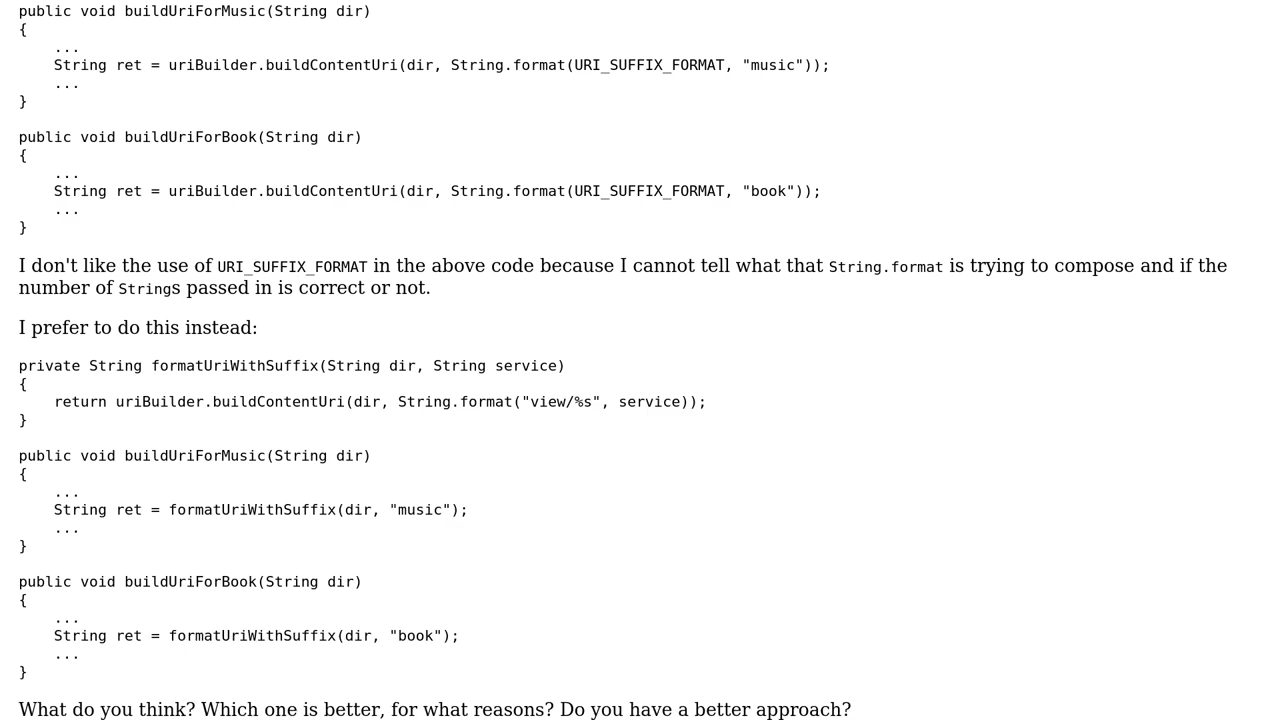 public void buildUriForMusic(String dir)
{
    ...
    String ret = uriBuilder.buildContentUri(dir, String.format(URI_SUFFIX_FORMAT, "music"));
    ...
}
public void buildUriForBook(String dir)
{
    ...
    String ret = uriBuilder.buildContentUri(dir, String.format(URI_SUFFIX_FORMAT, "book"));
    ...
}
I don't like the use of URI_SUFFIX_FORMAT in the above code because I cannot tell what that String.format is trying to compose and if the
number of Strings passed in is correct or not.
I prefer to do this instead:
private String formatUriWithSuffix(String dir, String service)
{
    return uriBuilder.buildContentUri(dir, String.format("view/%s", service));
}
public void buildUriForMusic(String dir)
{
    ...
    String ret = formatUriWithSuffix(dir, "music");
    ...
}
public void buildUriForBook(String dir)
{
    ...
    String ret = formatUriWithSuffix(dir, "book");
    ...
}
What do you think? Which one is better, for what reasons? Do you have a better approach?